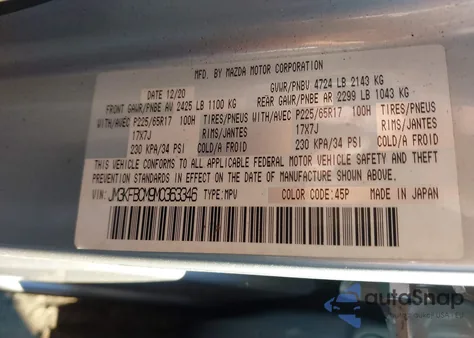 MFD. BY MAZDA MOTOR CORPORATION
DATE 12/20 GVWR/PNBV 4724 LB 2143 KG
FRONT GAWR/PNBE AV 2425 LB 1100 KG REAR GAWR/PNBE AR 2299 LB 1043 KG
WITH/AVEC P225/65R17 100H TIRES/PNEUS WITH/AVEC P225/65R17 100H TIRES/PNEUS
17X7J RIMS/JANTES 17X7J RIMS/JANTES
230 KPA/34 PSI COLD/A FROID 230 KPA/34 PSI COLD/A FROID
THIS VEHICLE CONFORMS TO ALL APPLICABLE FEDERAL MOTOR VEHICLE SAFETY AND THEFT
PREVENTION STANDARDS IN EFFECT ON THE DATE OF MANUFACTURE SHOWN ABOVE.
VIN: JM3KFBCM9M0363346 TYPE:MPV COLOR CODE:45P MADE IN JAPAN
autoSnap